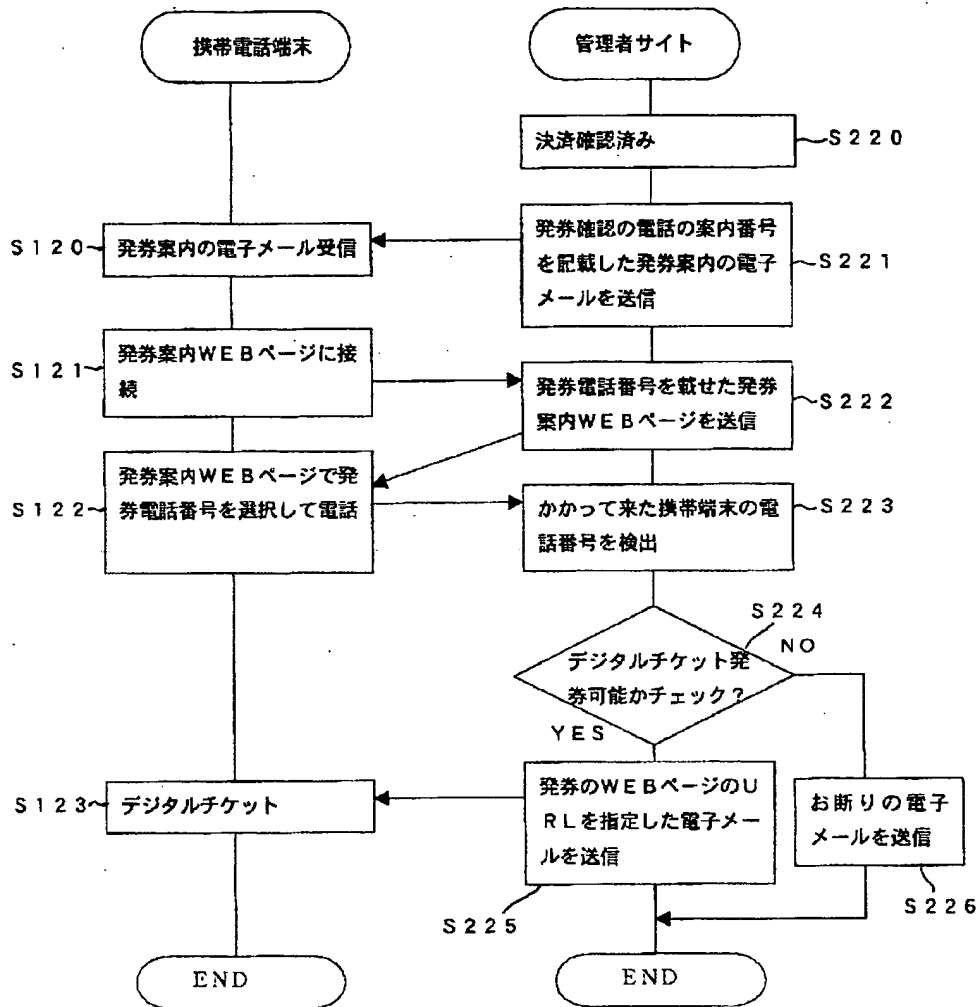 携帯電話端末
管理者サイト
決済確認済み
S220
S120
発券案内の電子メール受信
発券確認の電話の案内番号
を記載した発券案内の電子
メールを送信
S221
S121
発券案内WEBページに接
続
発券電話番号を載せた発券
案内WEBページを送信
S222
S122
発券案内WEBページで発
券電話番号を選択して電話
かかって来た携帯端末の電
話番号を検出
S223
S224
デジタルチケット発
券可能かチェック?
NO
YES
S123
デジタルチケット
発券のWEBページのU
RLを指定した電子メー
ルを送信
お断りの電子
メールを送信
S225
S226
END
END